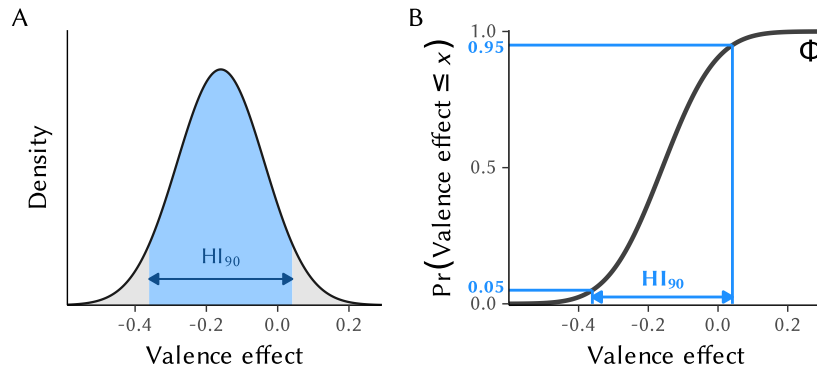 A
Density
HI90
-0.4 -0.2 0.0 0.2
Valence effect
B
Pr(Valence effect ≤ x)
1.0
0.95
0.5
0.05
0.0
Φ
HI90
-0.4 -0.2 0.0 0.2
Valence effect